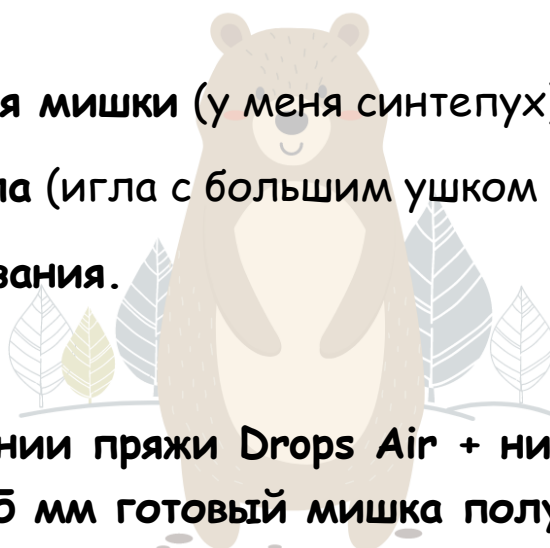 я мишки (у меня синтепух)
ла (игла с большим ушком
вания.
нии пряжи Drops Air + ни
5 мм готовый мишка полу